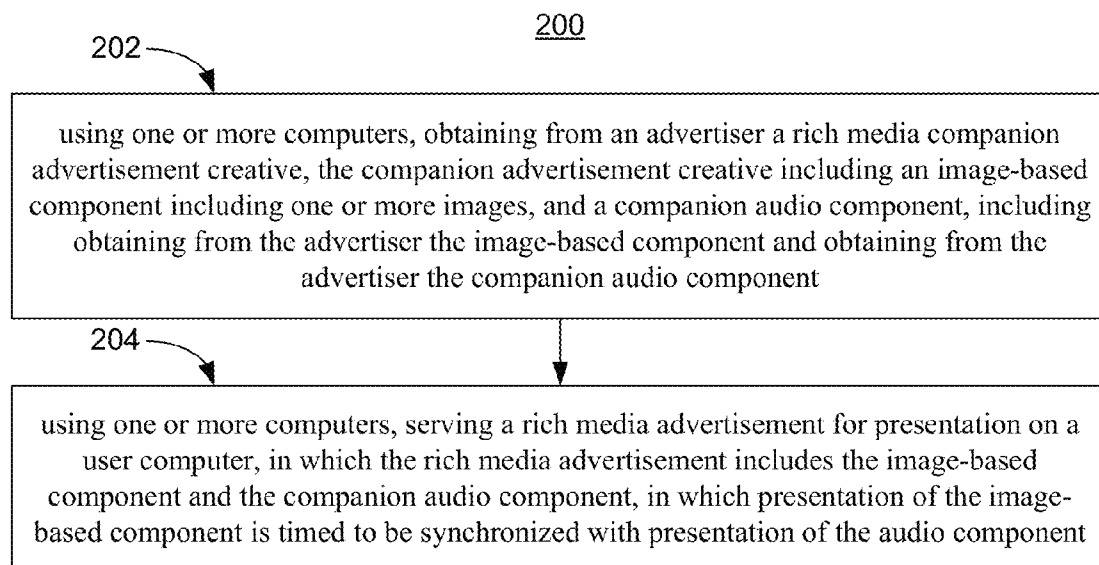 200
202
using one or more computers, obtaining from an advertiser a rich media companion
advertisement creative, the companion advertisement creative including an image-based
component including one or more images, and a companion audio component, including
obtaining from the advertiser the image-based component and obtaining from the
advertiser the companion audio component
204
using one or more computers, serving a rich media advertisement for presentation on a
user computer, in which the rich media advertisement includes the image-based
component and the companion audio component, in which presentation of the image-
based component is timed to be synchronized with presentation of the audio component